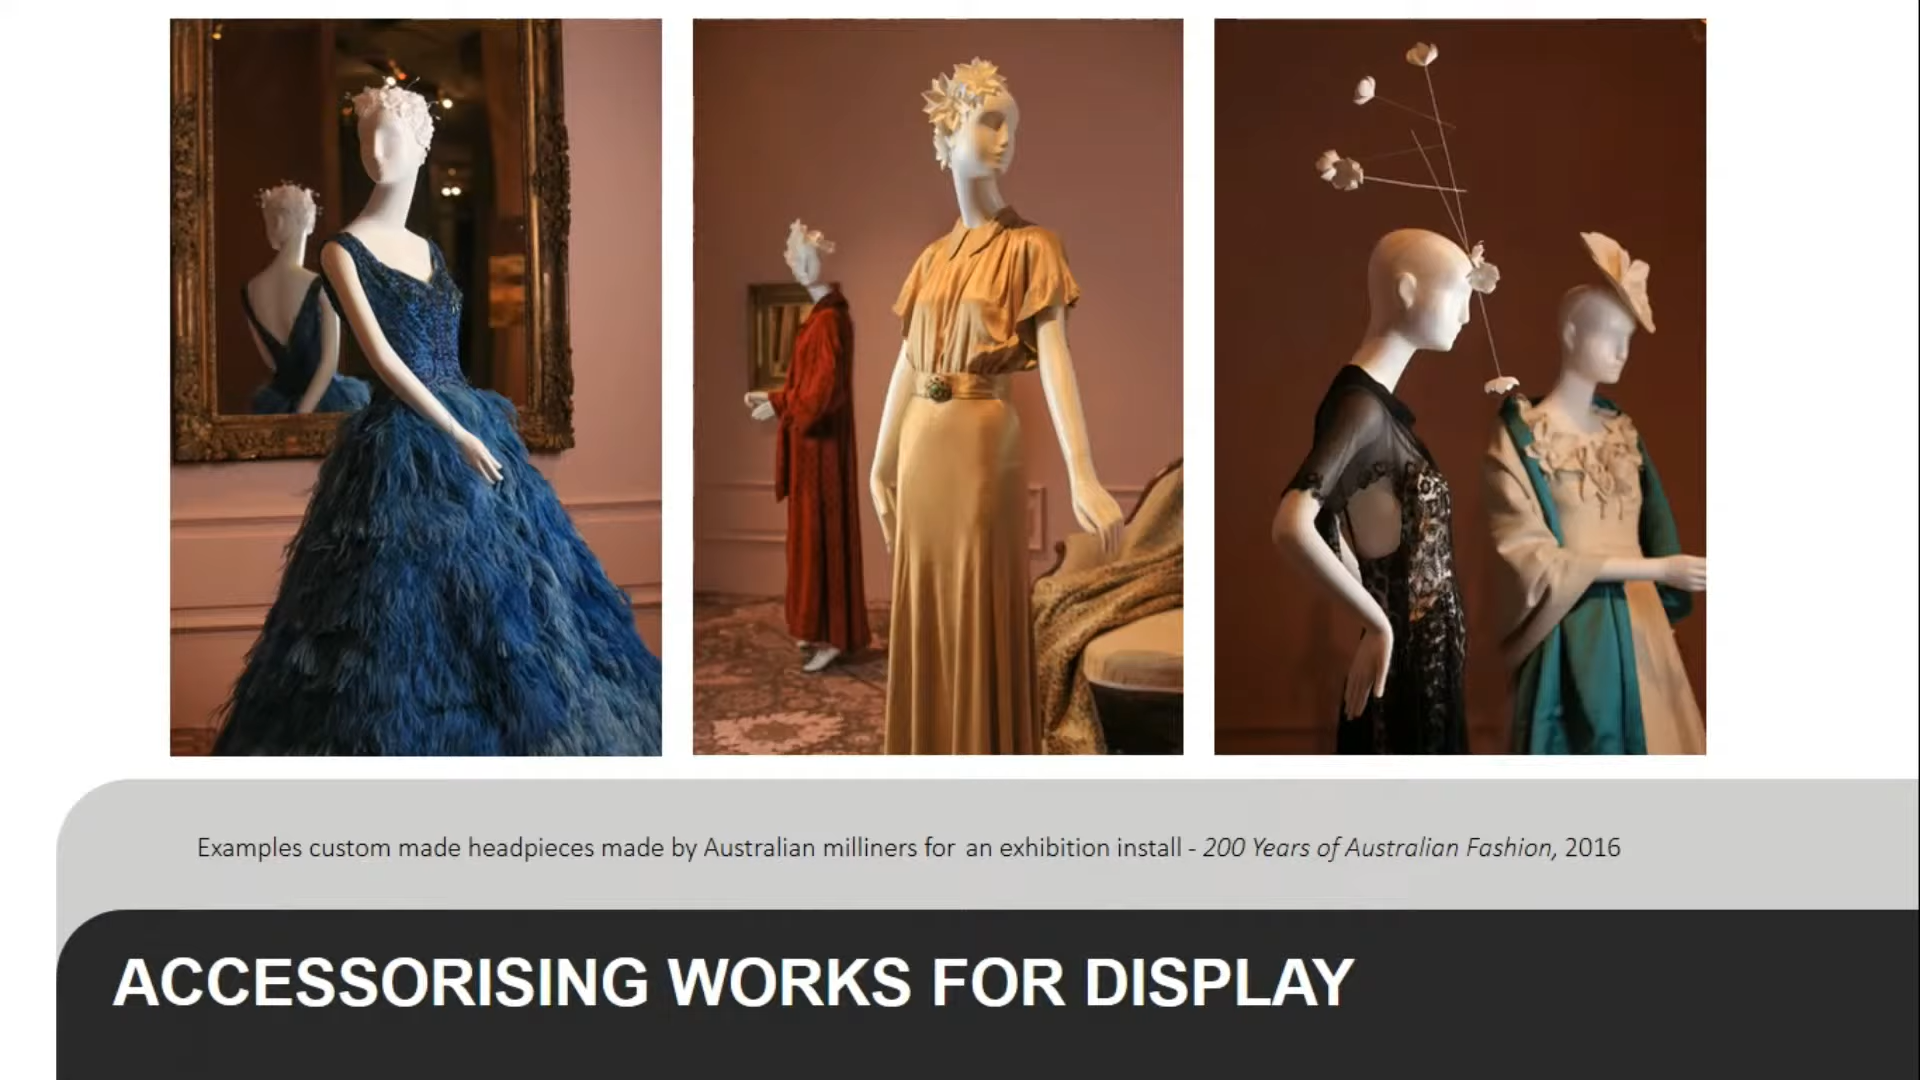 Examples custom made headpieces made by Australian milliners for an exhibition install - 200 Years of Australian Fashion, 2016
ACCESSORISING WORKS FOR DISPLAY